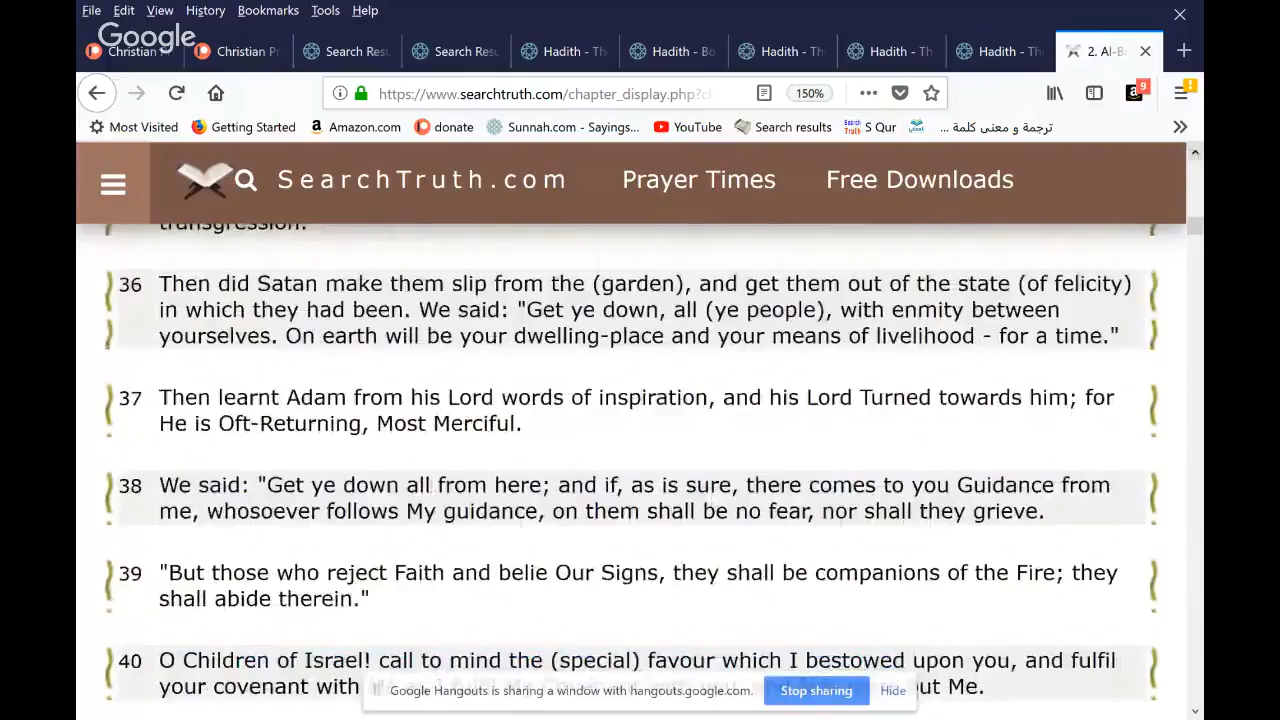 File Edit View History Bookmarks Tools Help
Google
Christian Christian Pr Search Resu Search Resu Hadith - The Hadith - Bo Hadith - Th Hadith - Th Hadith - The 2. Al-B
https://www.searchtruth.com/chapter_display.php?c 150% 9
Most Visited Getting Started Amazon.com donate Sunnah.com - Sayings... YouTube Search results S Qur ترجمة و معنى كلمة ...
SearchTruth.com Prayer Times Free Downloads
transgression.
36 Then did Satan make them slip from the (garden), and get them out of the state (of felicity)
in which they had been. We said: "Get ye down, all (ye people), with enmity between
yourselves. On earth will be your dwelling-place and your means of livelihood - for a time."
37 Then learnt Adam from his Lord words of inspiration, and his Lord Turned towards him; for
He is Oft-Returning, Most Merciful.
38 We said: "Get ye down all from here; and if, as is sure, there comes to you Guidance from
me, whosoever follows My guidance, on them shall be no fear, nor shall they grieve.
39 "But those who reject Faith and belie Our Signs, they shall be companions of the Fire; they
shall abide therein."
40 O Children of Israel! call to mind the (special) favour which I bestowed upon you, and fulfil
your covenant with ut Me.
Google Hangouts is sharing a window with hangouts.google.com. Stop sharing Hide